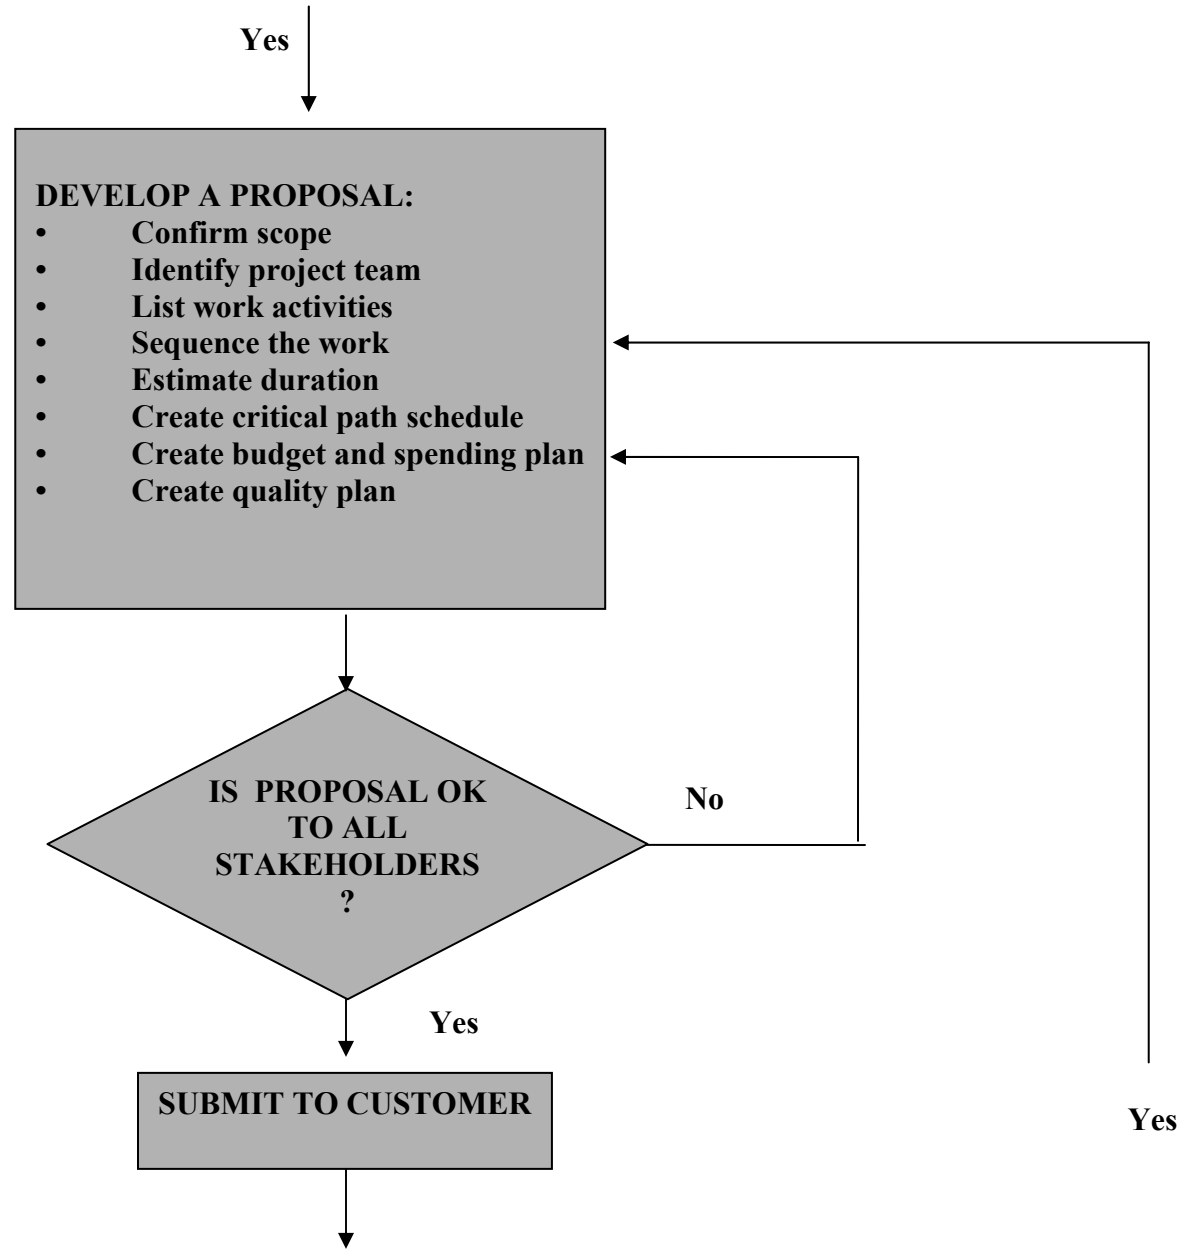 Yes
DEVELOP A PROPOSAL:
• Confirm scope
• Identify project team
• List work activities
• Sequence the work
• Estimate duration
• Create critical path schedule
• Create budget and spending plan
• Create quality plan
IS PROPOSAL OK
TO ALL
STAKEHOLDERS
?
No
Yes
SUBMIT TO CUSTOMER
Yes